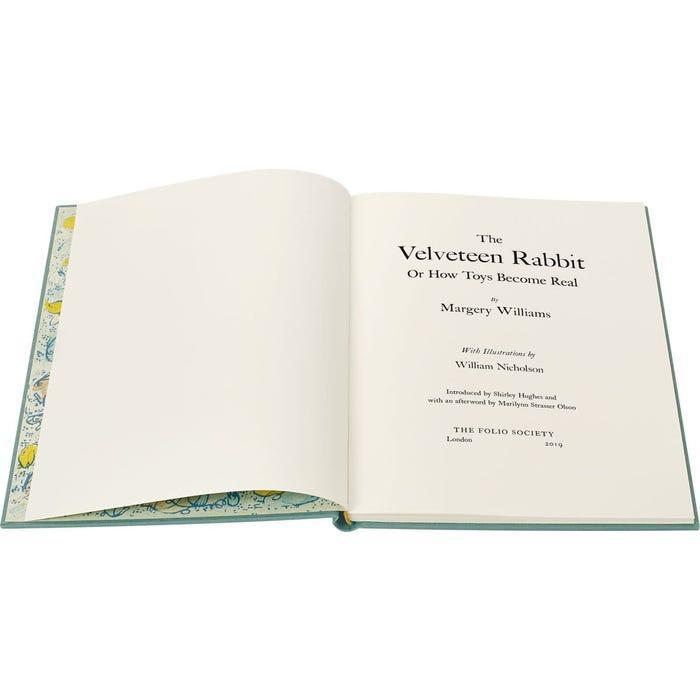 The
Velveteen Rabbit
Or How Toys Become Real
By
Margery Williams
With Illustrations by
William Nicholson
Introduced by Shirley Hughes and
with an afterword by Marilynn Strasser Olson
THE FOLIO SOCIETY
London 2019